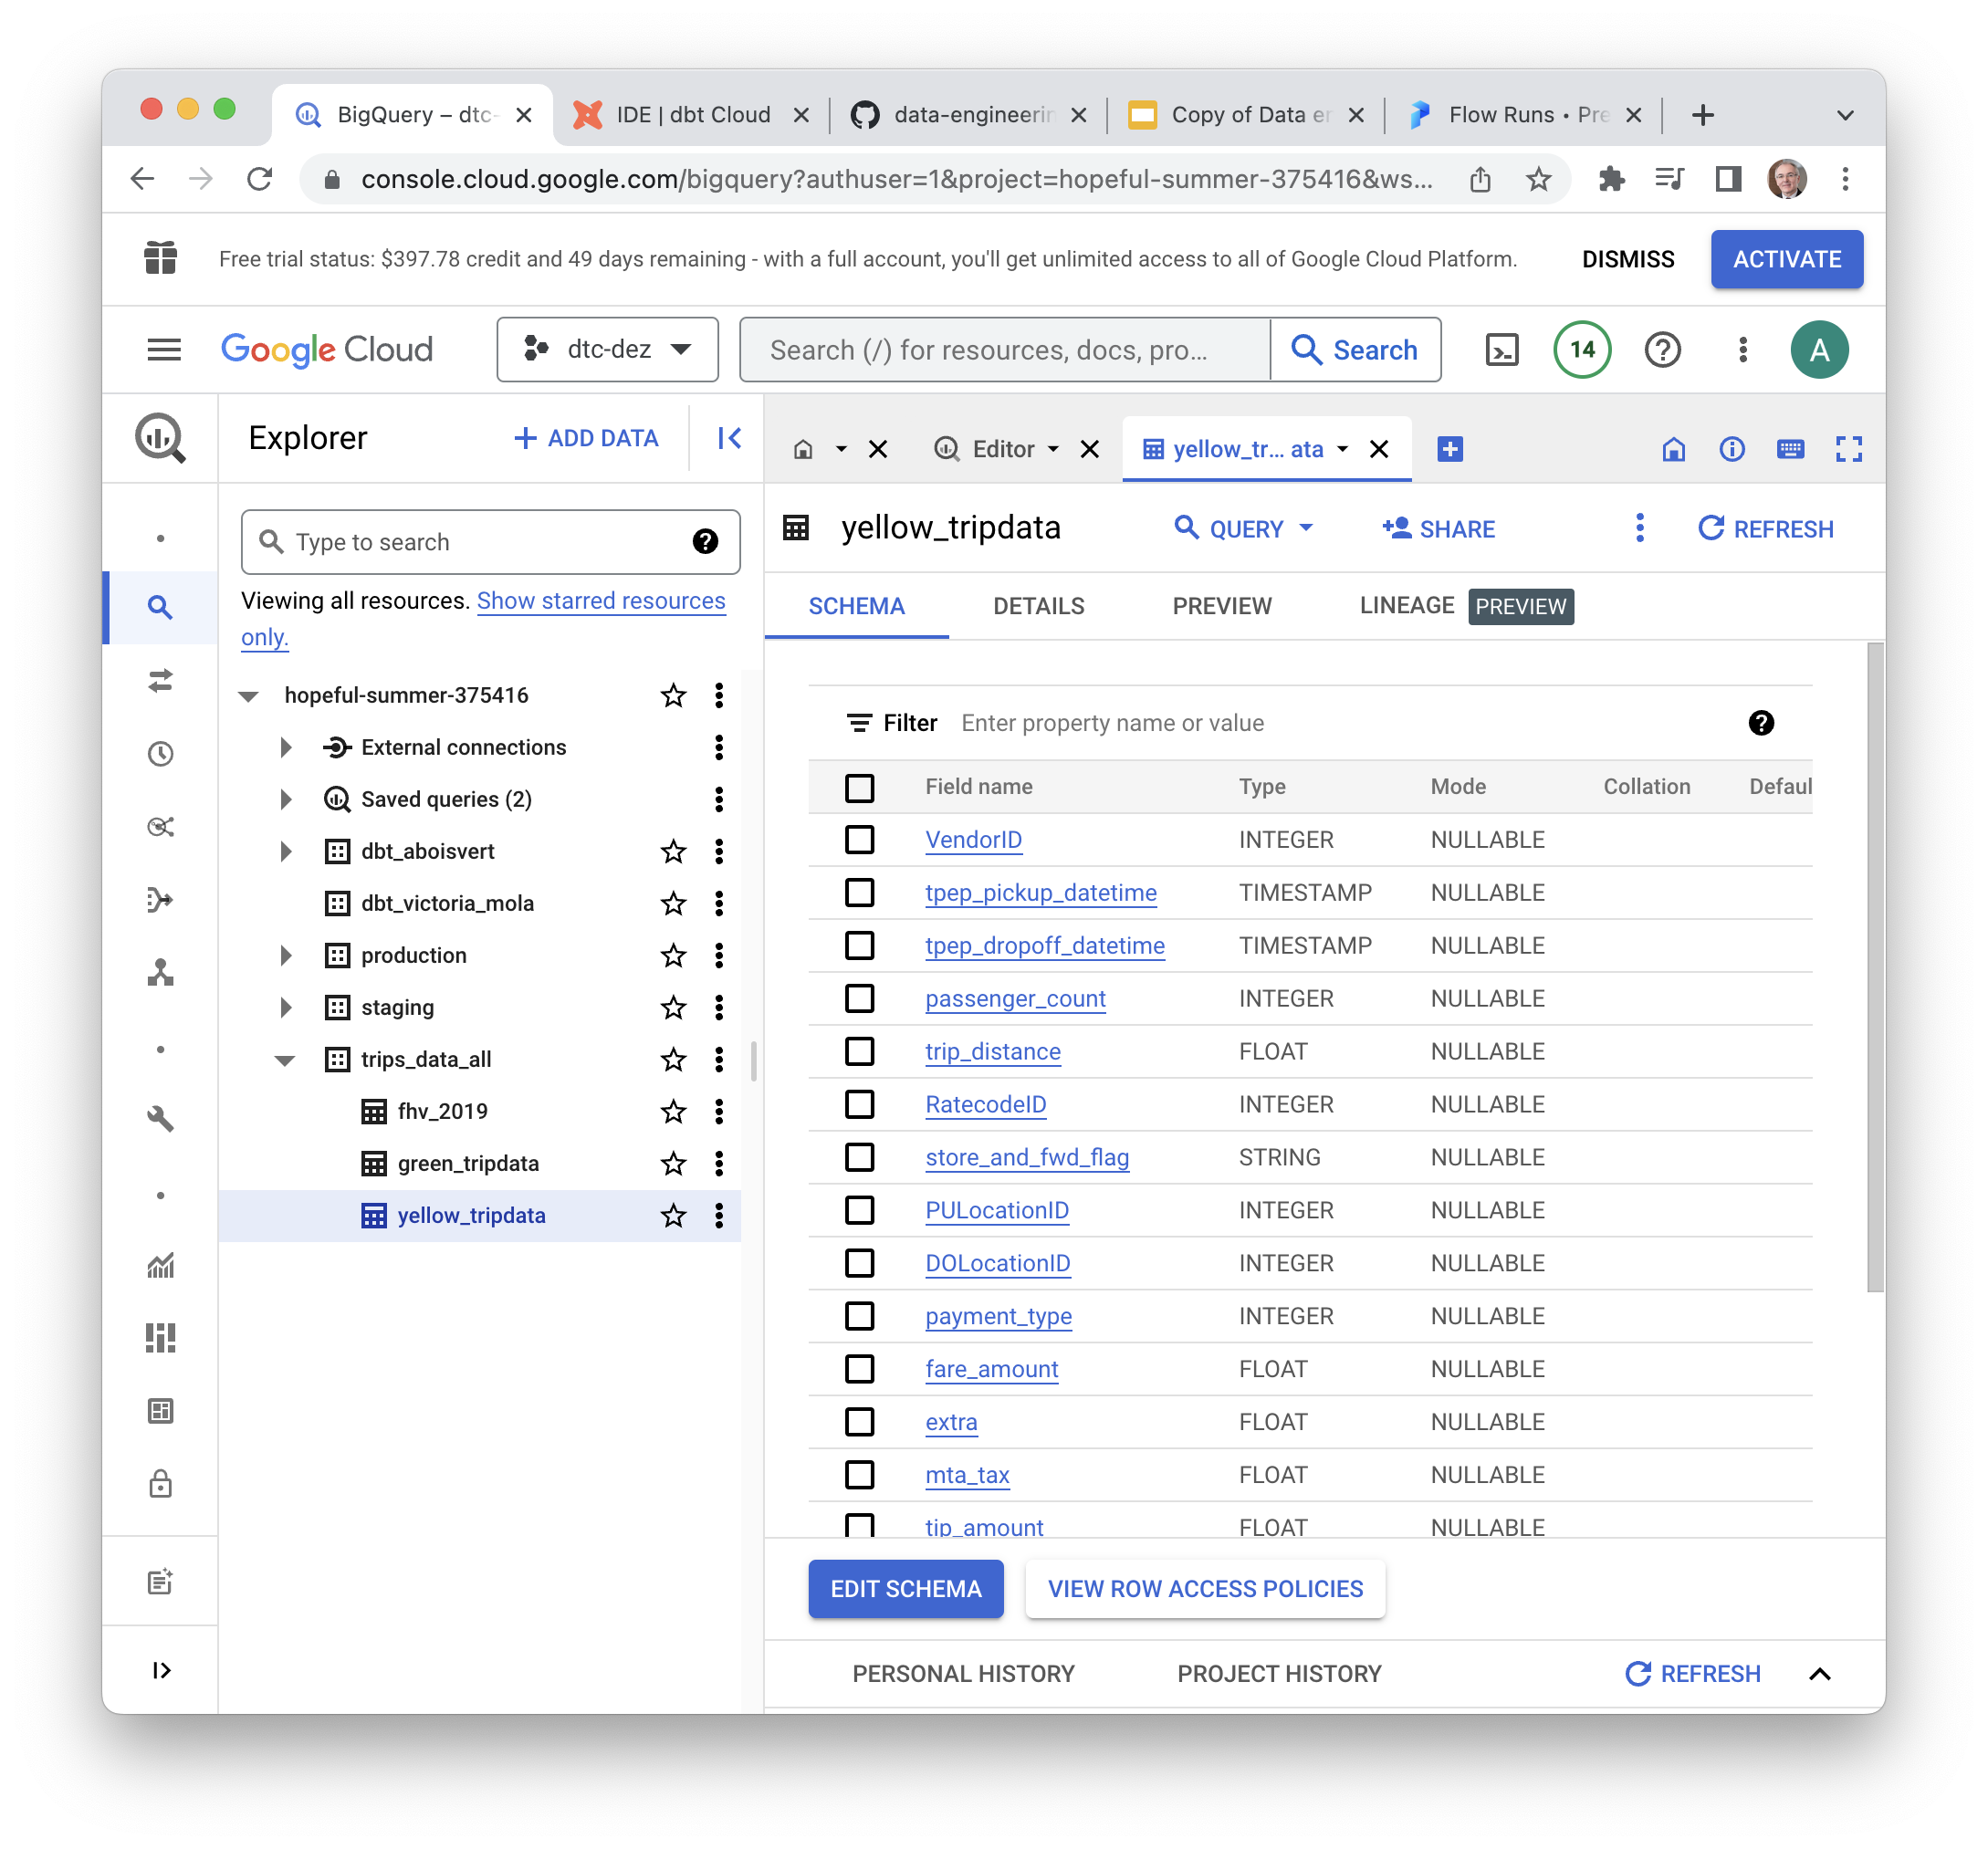 BigQuery – dtc-
IDE | dbt Cloud
data-engineerin
Copy of Data en
Flow Runs • Pre
console.cloud.google.com/bigquery?authuser=1&project=hopeful-summer-375416&ws...
Free trial status: $397.78 credit and 49 days remaining - with a full account, you'll get unlimited access to all of Google Cloud Platform.
DISMISS
ACTIVATE
Google Cloud
dtc-dez
Search (/) for resources, docs, pro...
Search
14
A
Explorer
+ ADD DATA
Editor
yellow_tr... ata
Type to search
Viewing all resources. Show starred resources
only.
hopeful-summer-375416
External connections
Saved queries (2)
dbt_aboisvert
dbt_victoria_mola
production
staging
trips_data_all
fhv_2019
green_tripdata
yellow_tripdata
yellow_tripdata
QUERY
SHARE
REFRESH
SCHEMA
DETAILS
PREVIEW
LINEAGE PREVIEW
Filter Enter property name or value
Field name Type Mode Collation Defaul
VendorID INTEGER NULLABLE
tpep_pickup_datetime TIMESTAMP NULLABLE
tpep_dropoff_datetime TIMESTAMP NULLABLE
passenger_count INTEGER NULLABLE
trip_distance FLOAT NULLABLE
RatecodeID INTEGER NULLABLE
store_and_fwd_flag STRING NULLABLE
PULocationID INTEGER NULLABLE
DOLocationID INTEGER NULLABLE
payment_type INTEGER NULLABLE
fare_amount FLOAT NULLABLE
extra FLOAT NULLABLE
mta_tax FLOAT NULLABLE
tip_amount FLOAT NULLABLE
EDIT SCHEMA
VIEW ROW ACCESS POLICIES
PERSONAL HISTORY
PROJECT HISTORY
REFRESH